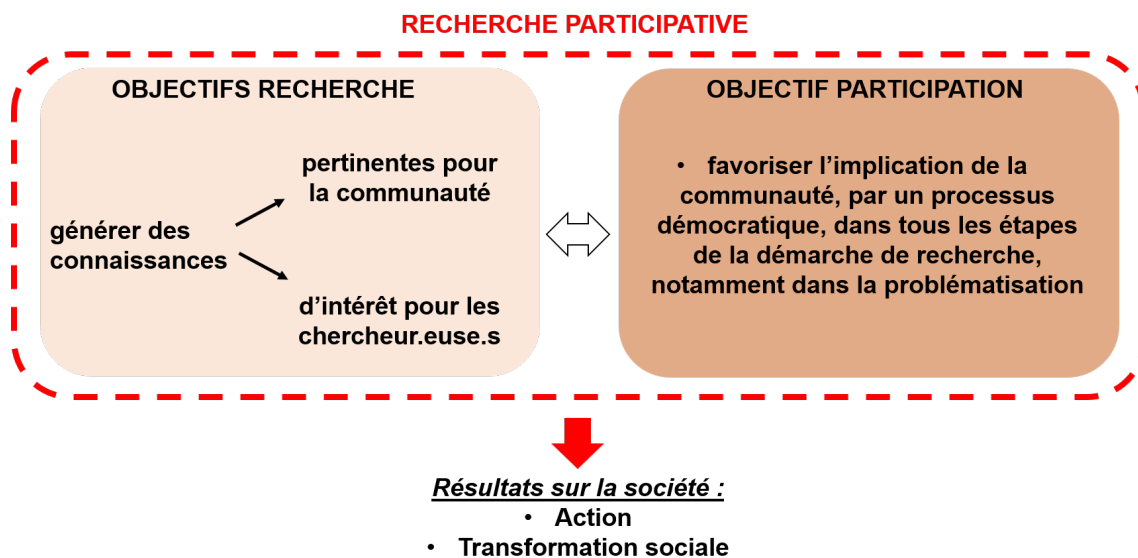 RECHERCHE PARTICIPATIVE
OBJECTIFS RECHERCHE
générer des
connaissances
pertinentes pour
la communauté
d'intérêt pour les
chercheur.euse.s
OBJECTIF PARTICIPATION
• favoriser l'implication de la
communauté, par un processus
démocratique, dans tous les étapes
de la démarche de recherche,
notamment dans la problématisation
Résultats sur la société :
• Action
• Transformation sociale